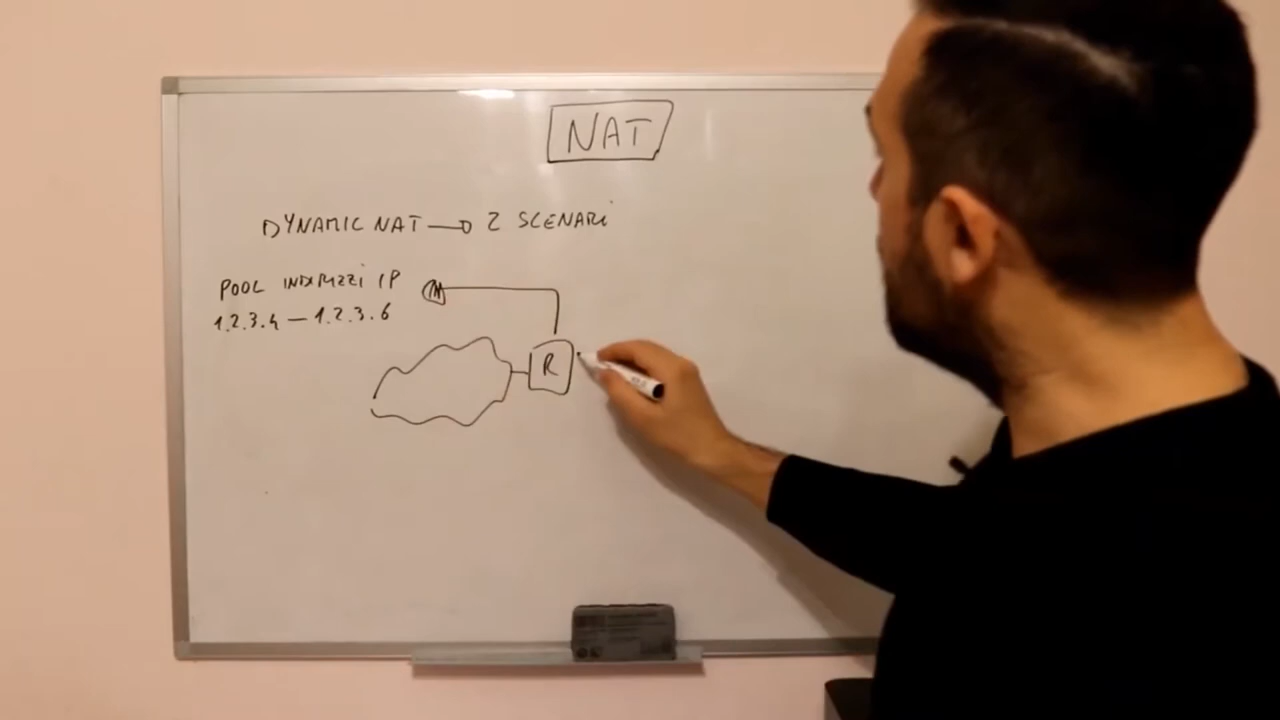 NAT
DYNAMIC NAT → 2 SCENARI
POOL INDIRIZZI IP
1.2.3.4 — 1.2.3.6
R